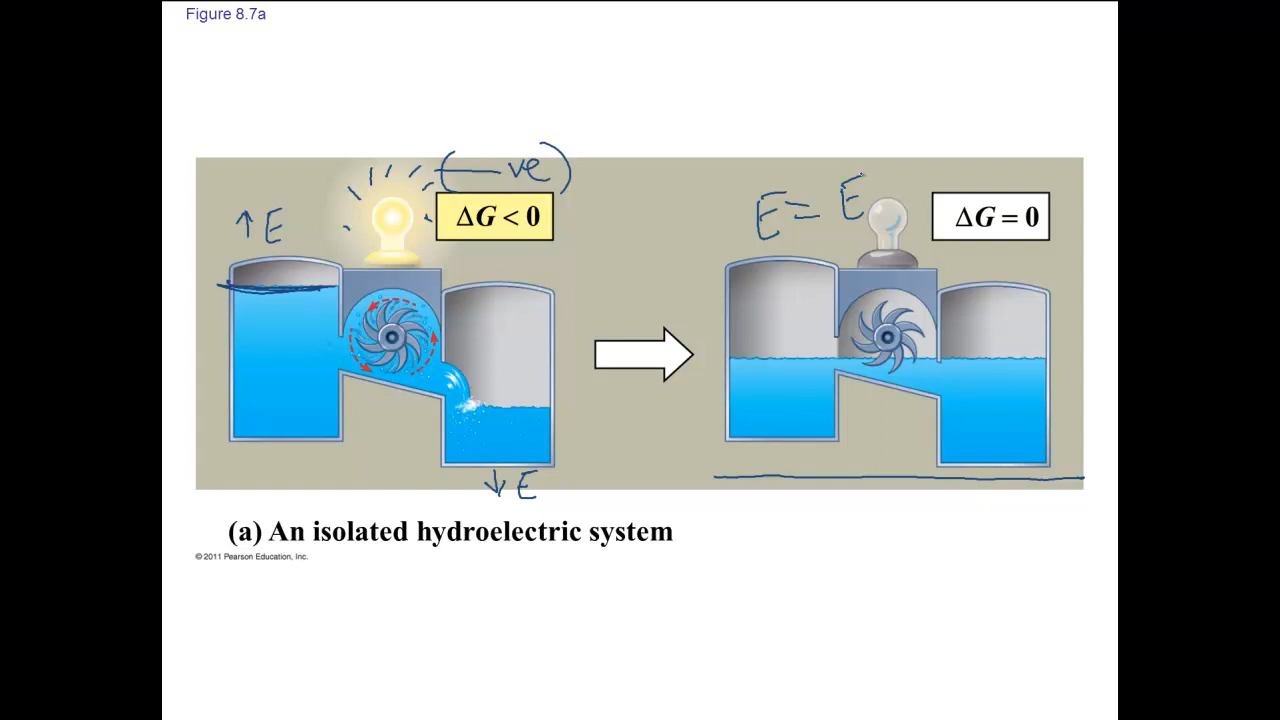 Figure 8.7a
(— ve)
↑ E
ΔG < 0
E = E
ΔG = 0
↓ E
(a) An isolated hydroelectric system
© 2011 Pearson Education, Inc.